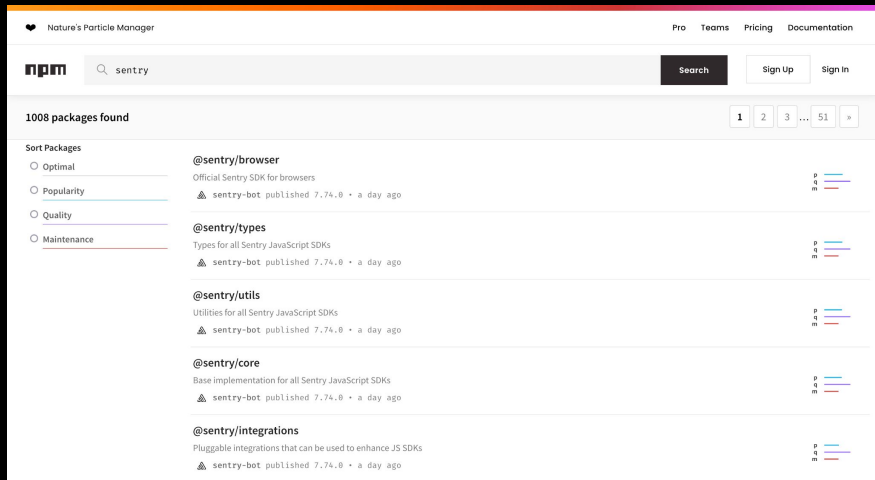 ❤ Nature's Particle Manager
Pro Teams Pricing Documentation
npm
sentry
Search
Sign Up
Sign In
1008 packages found
1 2 3 ... 51 »
Sort Packages
Optimal
Popularity
Quality
Maintenance
@sentry/browser
Official Sentry SDK for browsers
sentry-bot published 7.74.0 • a day ago
p
q
m
@sentry/types
Types for all Sentry JavaScript SDKs
sentry-bot published 7.74.0 • a day ago
p
q
m
@sentry/utils
Utilities for all Sentry JavaScript SDKs
sentry-bot published 7.74.0 • a day ago
p
q
m
@sentry/core
Base implementation for all Sentry JavaScript SDKs
sentry-bot published 7.74.0 • a day ago
p
q
m
@sentry/integrations
Pluggable integrations that can be used to enhance JS SDKs
sentry-bot published 7.74.0 • a day ago
p
q
m